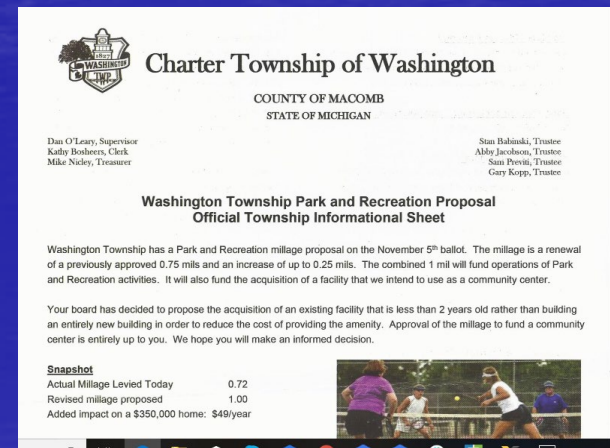 WASHINGTON
TWP
Charter Township of Washington
COUNTY OF MACOMB
STATE OF MICHIGAN
Dan O'Leary, Supervisor
Kathy Bosheers, Clerk
Mike Nicley, Treasurer
Stan Babinski, Trustee
Abby Jacobson, Trustee
Sam Previti, Trustee
Gary Kopp, Trustee
Washington Township Park and Recreation Proposal
Official Township Informational Sheet
Washington Township has a Park and Recreation millage proposal on the November 5th ballot. The millage is a renewal
of a previously approved 0.75 mils and an increase of up to 0.25 mils. The combined 1 mil will fund operations of Park
and Recreation activities. It will also fund the acquisition of a facility that we intend to use as a community center.
Your board has decided to propose the acquisition of an existing facility that is less than 2 years old rather than building
an entirely new building in order to reduce the cost of providing the amenity. Approval of the millage to fund a community
center is entirely up to you. We hope you will make an informed decision.
Snapshot
Actual Millage Levied Today 0.72
Revised millage proposed 1.00
Added impact on a $350,000 home: $49/year